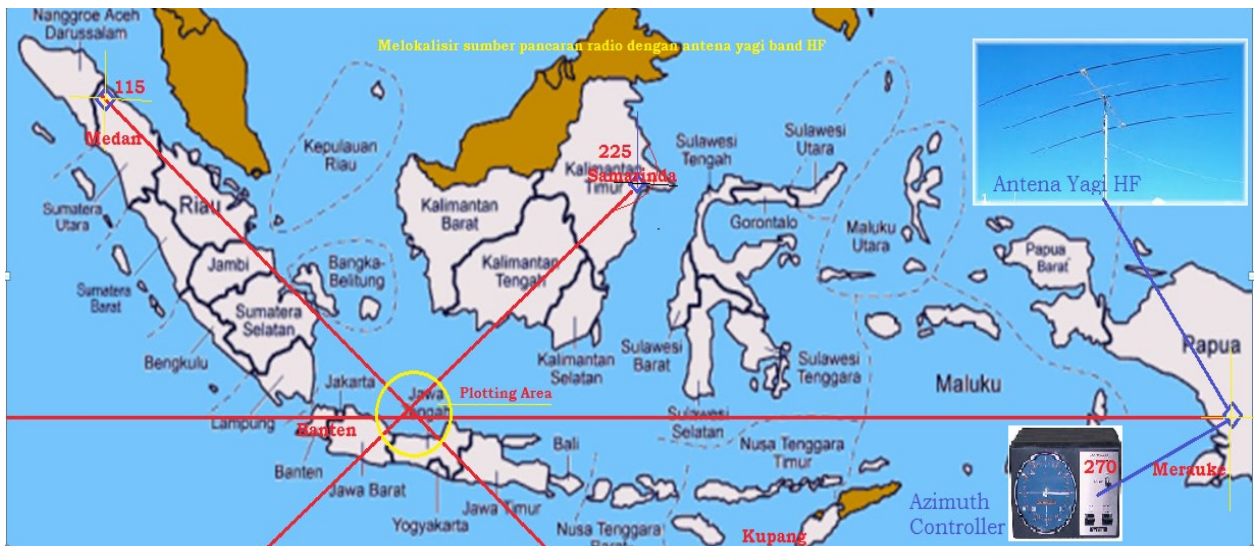 Nanggroe Aceh
Darussalam
Melokalisir sumber pancaran radio dengan antena yagi band HF
115
Medan
Kepulauan
Riau
225
Kalimantan
Samarinda
Timur
Sulawesi
Tengah
Sulawesi
Utara
Antena Yagi HF
Sumatera
Utara
Riau
Kalimantan
Barat
Gorontalo
Maluku
Utara
Papua
Barat
Jambi
Bangka-
Belitung
Kalimantan
Tengah
Sumatera
Barat
Sumatera
Selatan
Bengkulu
Kalimantan
Selatan
Sulawesi
Barat
Sulawesi
Tenggara
Papua
Maluku
Jakarta
Jawa
Tengah
Plotting Area
Lampung
Banten
Sulawesi
Selatan
Banten
Bali
Nusa Tenggara
Timur
270
Merauke
Jawa Barat
Jawa Timur
Yogyakarta
Nusa Tenggara
Barat
Kupang
Azimuth
Controller